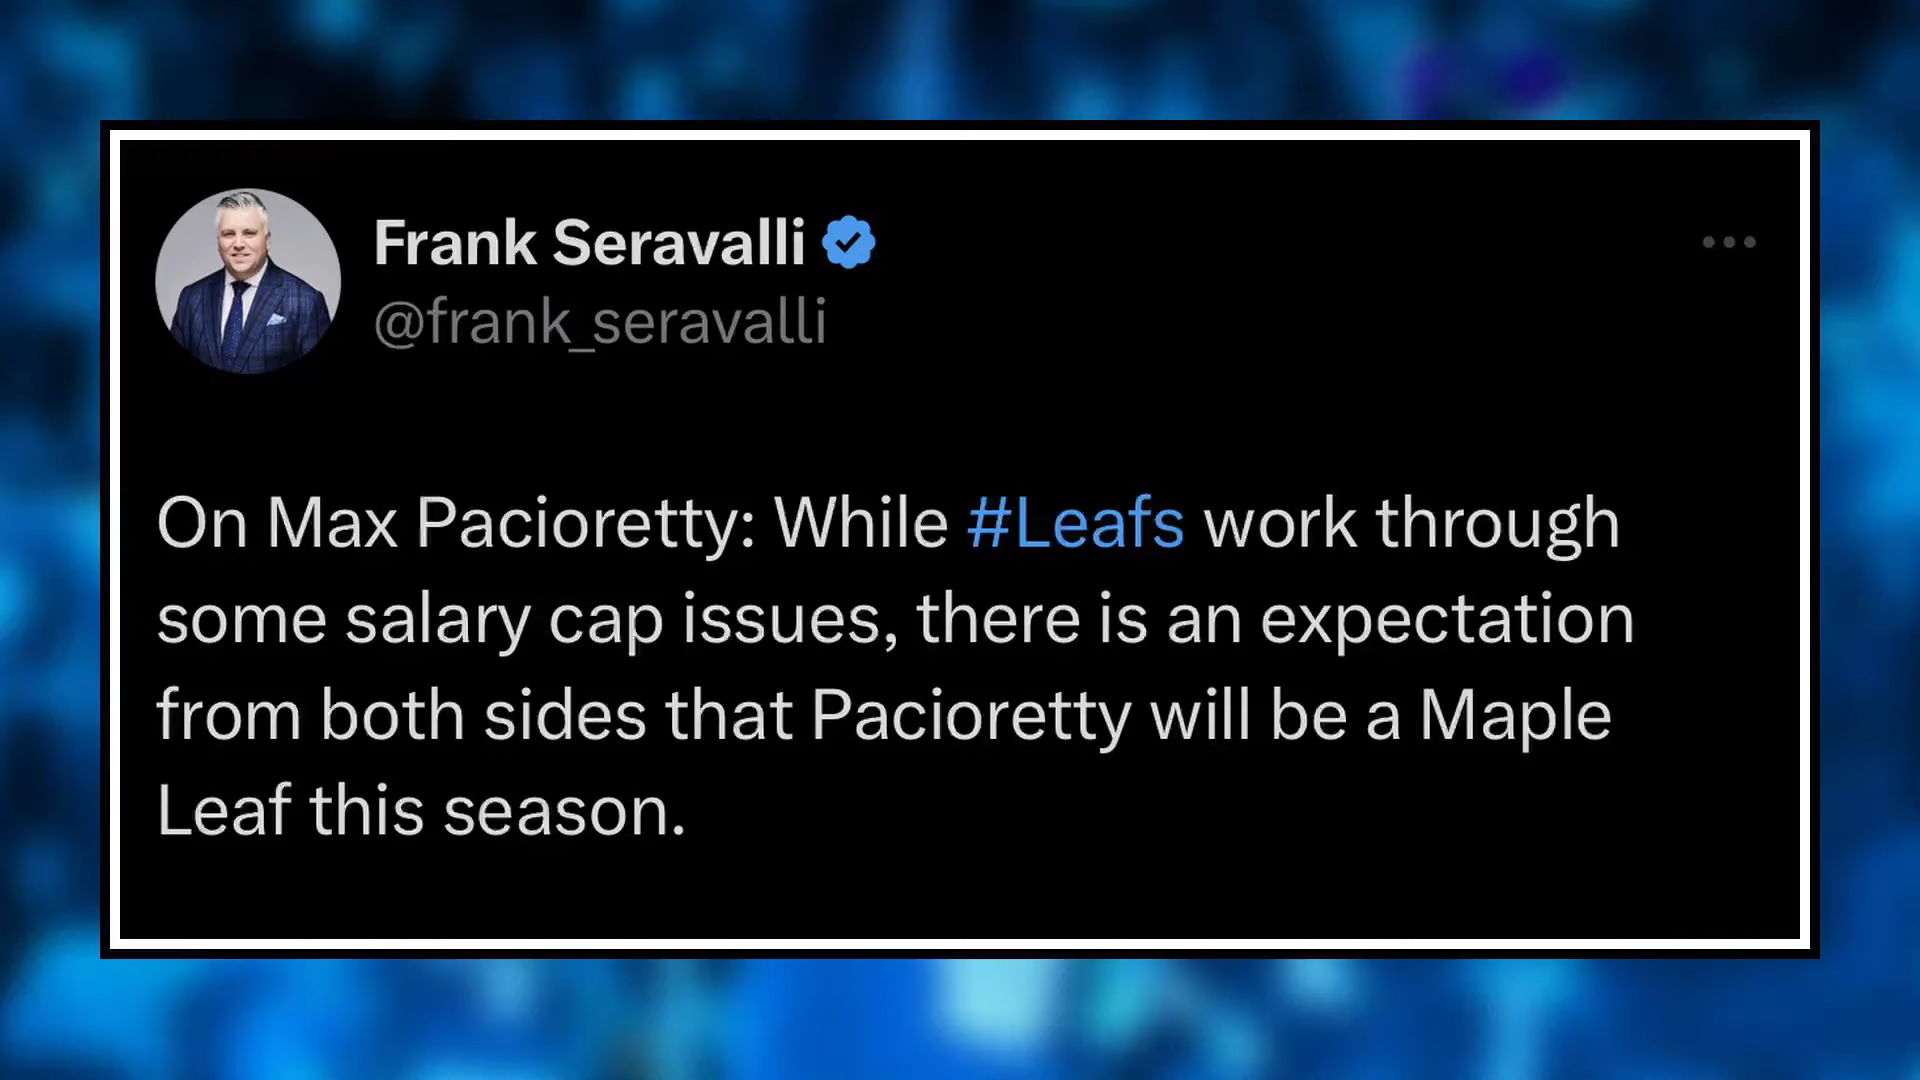 Frank Seravalli
@frank_seravalli
On Max Pacioretty: While #Leafs work through
some salary cap issues, there is an expectation
from both sides that Pacioretty will be a Maple
Leaf this season.